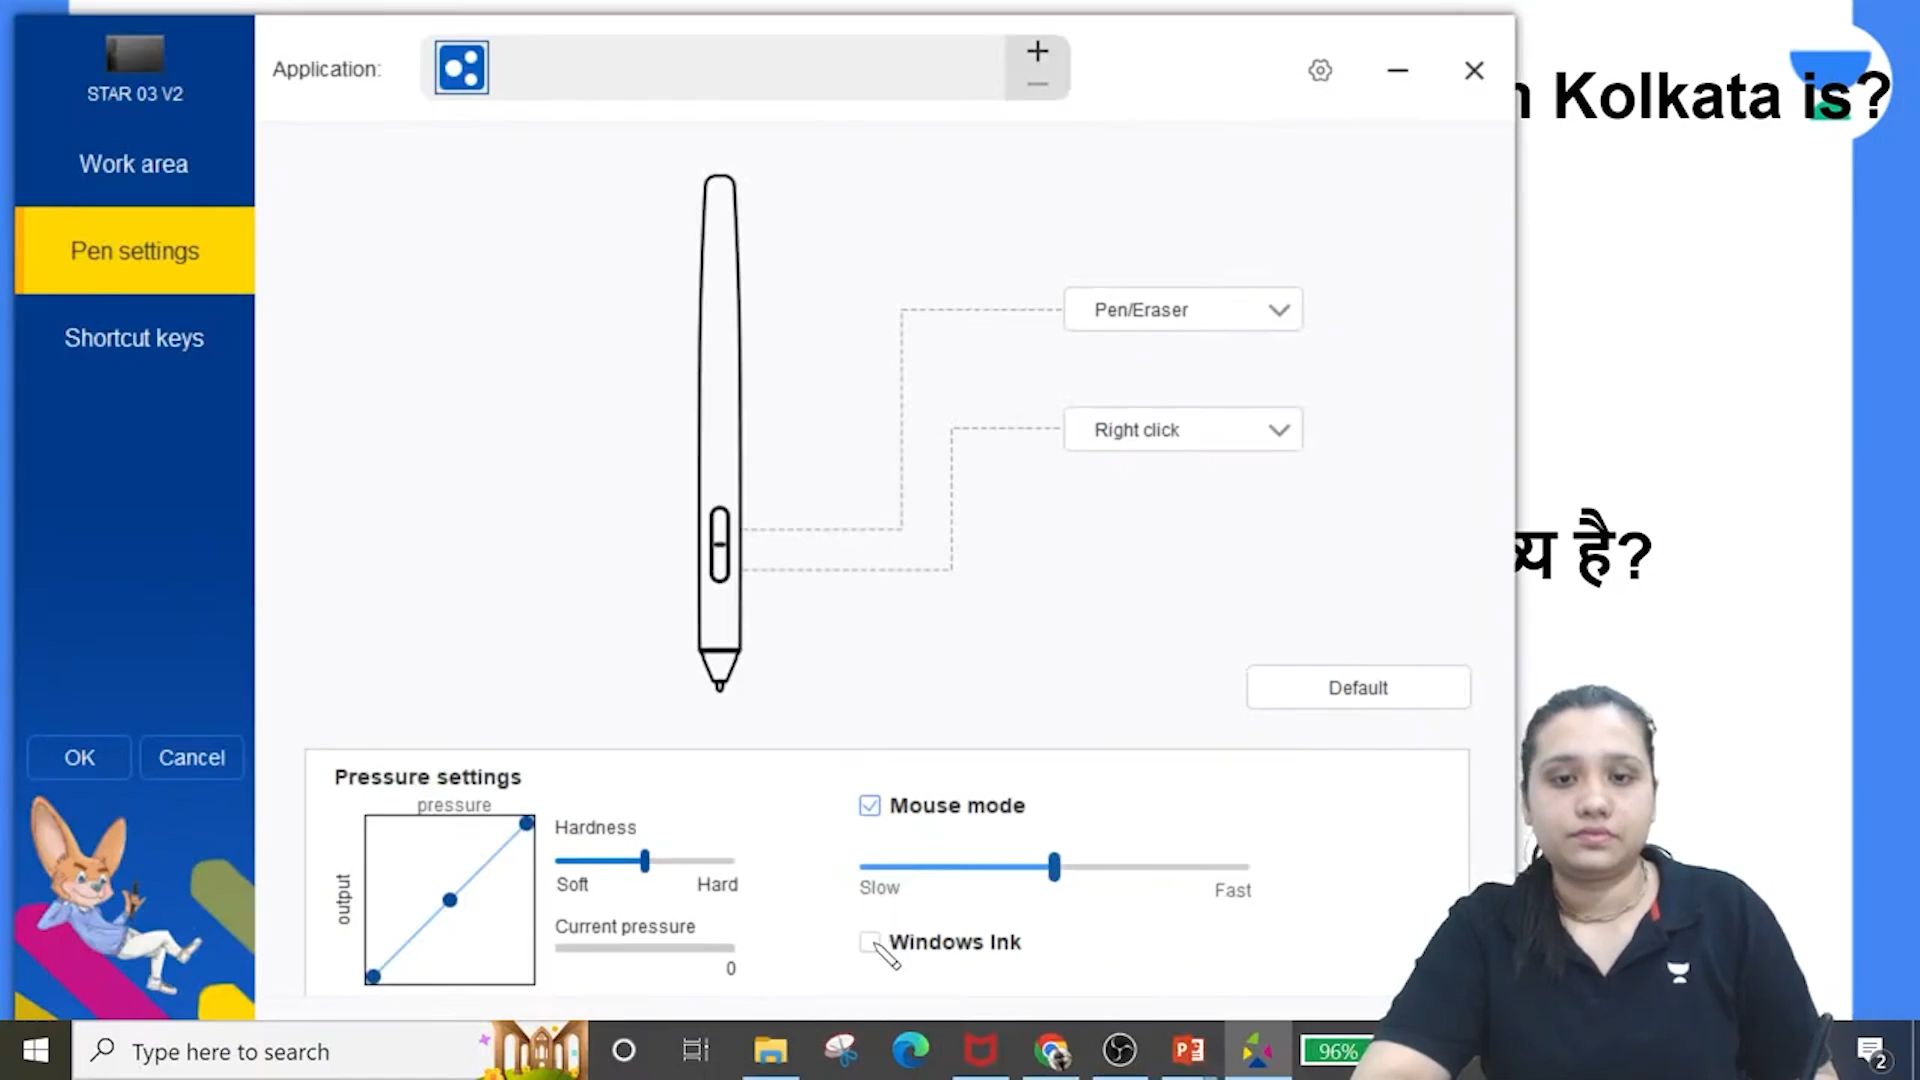 STAR 03 V2
Work area
Pen settings
Shortcut keys
OK
Cancel
Application:
Kolkata is?
है?
Pen/Eraser
Right click
Default
Pressure settings
pressure
output
Hardness
Soft
Hard
Current pressure
0
Mouse mode
Slow
Fast
Windows Ink
Type here to search
96%
2